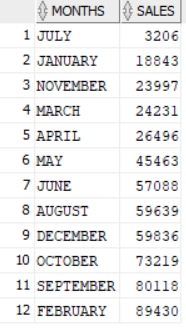 MONTHS SALES
1 JULY 3206
2 JANUARY 18843
3 NOVEMBER 23997
4 MARCH 24231
5 APRIL 26496
6 MAY 45463
7 JUNE 57088
8 AUGUST 59639
9 DECEMBER 59836
10 OCTOBER 73219
11 SEPTEMBER 80118
12 FEBRUARY 89430